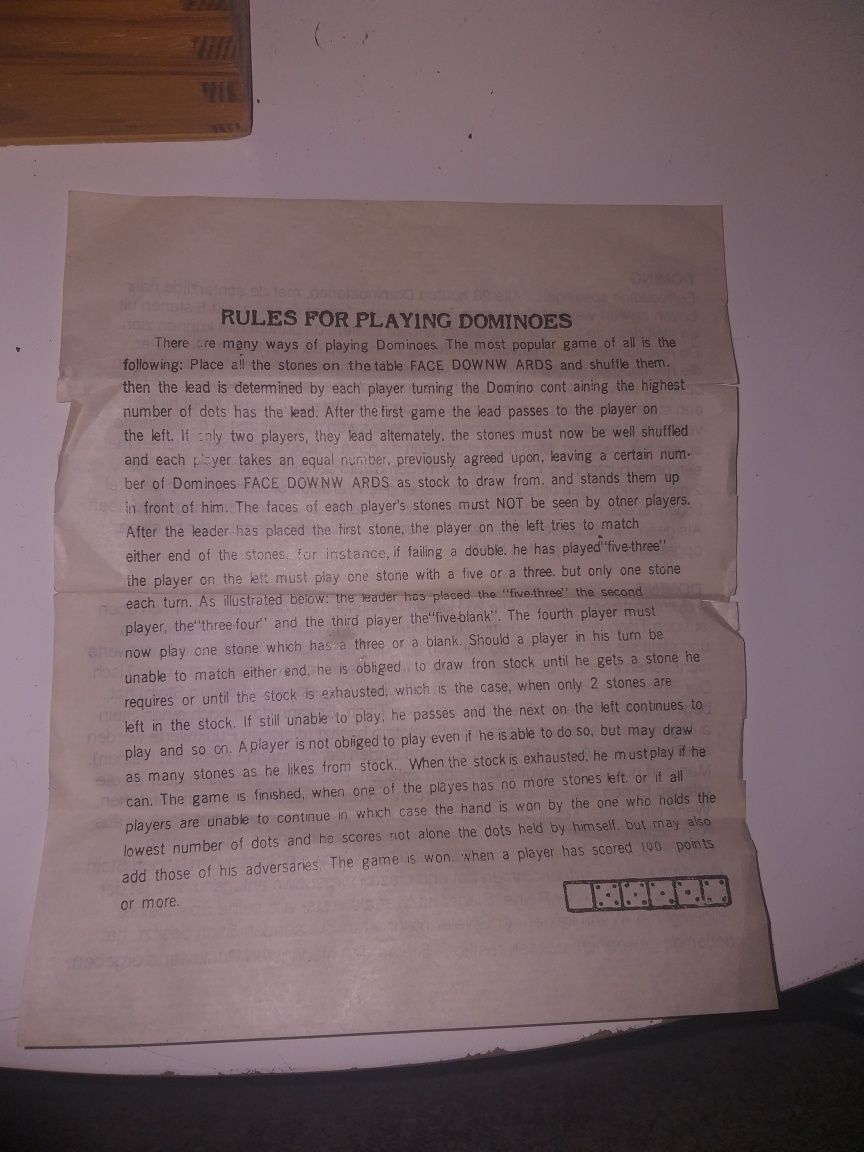 RULES FOR PLAYING DOMINOES
There are many ways of playing Dominoes. The most popular game of all is the
following: Place all the stones on the table FACE DOWNW ARDS and shuffle them.
then the lead is determined by each player turning the Domino cont aining the highest
number of dots has the lead. After the first game the lead passes to the player on
the left. If only two players, they lead alternately. the stones must now be well shuffled
and each player takes an equal number, previously agreed upon, leaving a certain num-
ber of Dominoes FACE DOWNW ARDS as stock to draw from. and stands them up
in front of him. The faces of each player's stones must NOT be seen by otner players.
After the leader has placed the first stone, the player on the left tries to match
either end of the stones. for instance, if failing a double. he has played "five-three"
the player on the left must play one stone with a five or a three. but only one stone
each turn. As illustrated below: the leader has placed the "five-three" the second
player, the "three-four" and the third player the "five-blank". The fourth player must
now play one stone which has a three or a blank. Should a player in his turn be
unable to match either end, he is obliged to draw fron stock until he gets a stone he
requires or until the stock is exhausted, which is the case, when only 2 stones are
left in the stock. If still unable to play, he passes and the next on the left continues to
play and so on. A player is not obliged to play even if he is able to do so, but may draw
as many stones as he likes from stock. When the stock is exhausted, he must play if he
can. The game is finished, when one of the playes has no more stones left. or if all
players are unable to continue in which case the hand is won by the one who holds the
lowest number of dots and he scores not alone the dots held by himself. but may also
add those of his adversaries. The game is won. when a player has scored 100 points
or more.